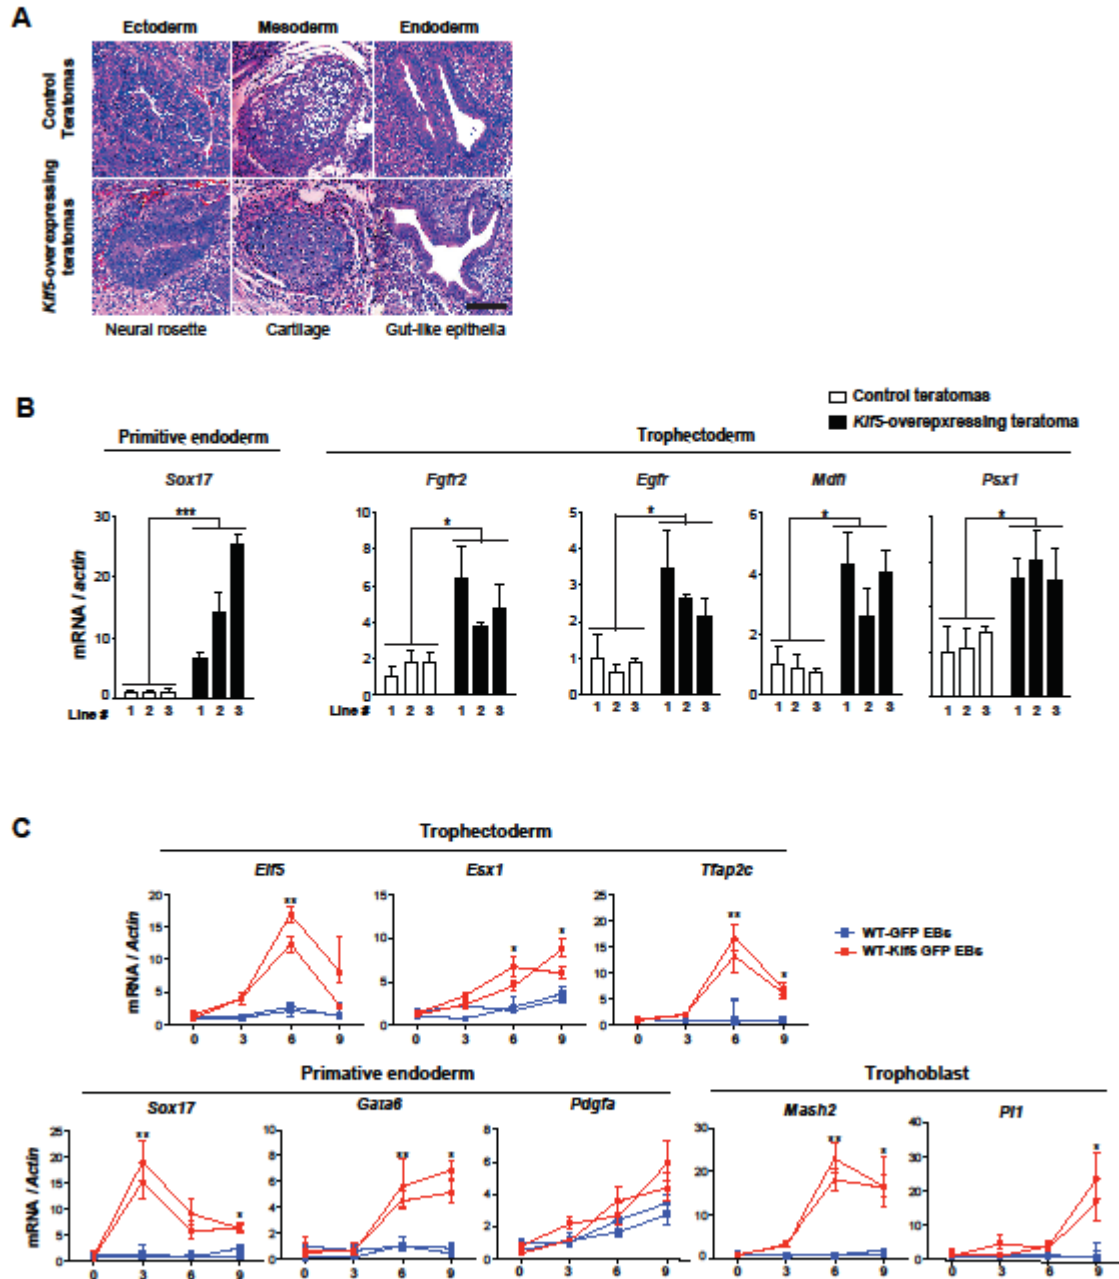 A
Ectoderm Mesoderm Endoderm
Control Teratomas
Klf5-overexpressing teratomas
Neural rosette Cartilage Gut-like epithelia
B
Control teratomas
Klf5-overepxressing teratoma
Primitive endoderm Trophectoderm
Sox17 Fgfr2 Egfr Mdfi Psx1
mRNA / actin
30 20 10 0
*** 
10 8 6 4 2 0
*
5 4 3 2 1 0
*
6 4 2 0
*
*
Line # 1 2 3 1 2 3 1 2 3 1 2 3 1 2 3 1 2 3 1 2 3 1 2 3 1 2 3 1 2 3
C
Trophectoderm
Elf5 Esx1 Tfap2c
mRNA / Actin
20 15 10 5 0
**
15 10 5 0
* *
25 20 15 10 5 0
** *
WT-GFP EBs
WT-Klf5 GFP EBs
0 3 6 9 0 3 6 9 0 3 6 9
Primative endoderm Trophoblast
Sox17 Gata6 Pdgfa Mash2 Pl1
mRNA / Actin
25 20 15 10 5 0
** *
10 8 6 4 2 0
** *
8 6 4 2 0
30 20 10 0
** *
40 30 20 10 0
*
0 3 6 9 0 3 6 9 0 3 6 9 0 3 6 9 0 3 6 9